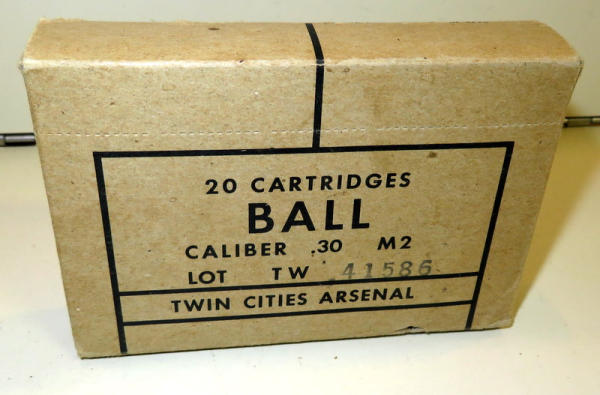 20 CARTRIDGES
BALL
CALIBER .30 M2
LOT TW 41586
TWIN CITIES ARSENAL